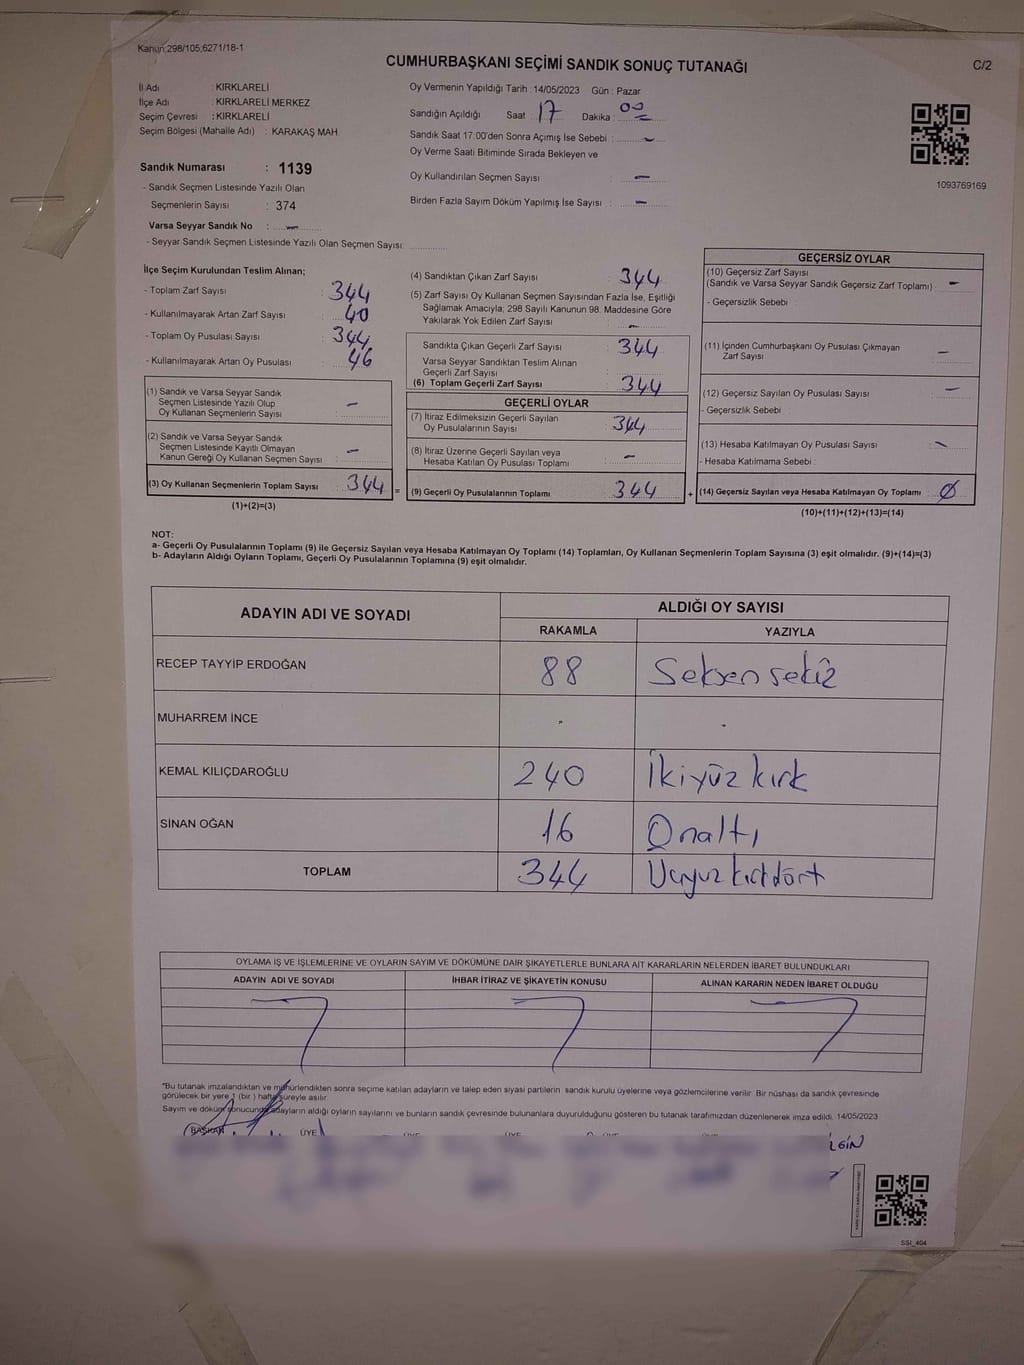 Kanun:298/105,6271/18-1
CUMHURBAŞKANI SEÇİMİ SANDIK SONUÇ TUTANAĞI
C/2
İl Adı : KIRKLARELİ
İlçe Adı : KIRKLARELİ MERKEZ
Seçim Çevresi : KIRKLARELİ
Seçim Bölgesi (Mahalle Adı) : KARAKAŞ MAH.
Sandık Numarası : 1139
- Sandık Seçmen Listesinde Yazılı Olan
Seçmenlerin Sayısı : 374
Varsa Seyyar Sandık No : -
- Seyyar Sandık Seçmen Listesinde Yazılı Olan Seçmen Sayısı:
Oy Vermenin Yapıldığı Tarih : 14/05/2023 Gün : Pazar
Sandığın Açıldığı Saat : 17 Dakika : 00
Sandık Saat 17:00'den Sonra Açımış İse Sebebi : -
Oy Verme Saati Bitiminde Sırada Bekleyen ve
Oy Kullandırılan Seçmen Sayısı : -
Birden Fazla Sayım Döküm Yapılmış İse Sayısı : -
1093769169
İlçe Seçim Kurulundan Teslim Alınan;
- Toplam Zarf Sayısı : 344
- Kullanılmayarak Artan Zarf Sayısı : 40
- Toplam Oy Pusulası Sayısı : 344
- Kullanılmayarak Artan Oy Pusulası : 46
(1) Sandık ve Varsa Seyyar Sandık
Seçmen Listesinde Yazılı Olup
Oy Kullanan Seçmenlerin Sayısı : -
(2) Sandık ve Varsa Seyyar Sandık
Seçmen Listesinde Kayıtlı Olmayan
Kanun Gereği Oy Kullanan Seçmen Sayısı : -
(3) Oy Kullanan Seçmenlerin Toplam Sayısı 344 =
(1)+(2)=(3)
(4) Sandıktan Çıkan Zarf Sayısı : 344
(5) Zarf Sayısı Oy Kullanan Seçmen Sayısından Fazla İse, Eşitliği
Sağlamak Amacıyla; 298 Sayılı Kanunun 98. Maddesine Göre
Yakılarak Yok Edilen Zarf Sayısı : -
Sandıkta Çıkan Geçerli Zarf Sayısı : 344
Varsa Seyyar Sandıktan Teslim Alınan
Geçerli Zarf Sayısı
(6) Toplam Geçerli Zarf Sayısı : 344
GEÇERLİ OYLAR
(7) İtiraz Edilmeksizin Geçerli Sayılan
Oy Pusulalarının Sayısı : 344
(8) İtiraz Üzerine Geçerli Sayılan veya
Hesaba Katılan Oy Pusulası Toplamı : -
(9) Geçerli Oy Pusulalarının Toplamı 344 +
GEÇERSİZ OYLAR
(10) Geçersiz Zarf Sayısı
(Sandık ve Varsa Seyyar Sandık Geçersiz Zarf Toplamı) : -
- Geçersizlik Sebebi :
(11) İçinden Cumhurbaşkanı Oy Pusulası Çıkmayan
Zarf Sayısı : -
(12) Geçersiz Sayılan Oy Pusulası Sayısı : -
- Geçersizlik Sebebi :
(13) Hesaba Katılmayan Oy Pusulası Sayısı : -
- Hesaba Katılmama Sebebi :
(14) Geçersiz Sayılan veya Hesaba Katılmayan Oy Toplamı : Ø
(10)+(11)+(12)+(13)=(14)
NOT:
a- Geçerli Oy Pusulalarının Toplamı (9) ile Geçersiz Sayılan veya Hesaba Katılmayan Oy Toplamı (14) Toplamları, Oy Kullanan Seçmenlerin Toplam Sayısına (3) eşit olmalıdır. (9)+(14)=(3)
b- Adayların Aldığı Oyların Toplamı, Geçerli Oy Pusulalarının Toplamına (9) eşit olmalıdır.
ADAYIN ADI VE SOYADI
ALDIĞI OY SAYISI
RAKAMLA YAZIYLA
RECEP TAYYİP ERDOĞAN 88 Seksen sekiz
MUHARREM İNCE - -
KEMAL KILIÇDAROĞLU 240 İkiyüz kırk
SİNAN OĞAN 16 Onaltı
TOPLAM 344 Üçyüz kırkdört
OYLAMA İŞ VE İŞLEMLERİNE VE OYLARIN SAYIM VE DÖKÜMÜNE DAİR ŞİKAYETLERLE BUNLARA AİT KARARLARIN NELERDEN İBARET BULUNDUKLARI
ADAYIN ADI VE SOYADI İHBAR İTİRAZ VE ŞİKAYETİN KONUSU ALINAN KARARIN NEDEN İBARET OLDUĞU
"Bu tutanak imzalandıktan ve mühürlendikten sonra seçime katılan adayların ve talep eden siyasi partilerin sandık kurulu üyelerine veya gözlemcilerine verilir. Bir nüshası da sandık çevresinde
görülecek bir yere 1 (bir) hafta süreyle asılır.
Sayım ve döküm sonucunda adayların aldığı oyların sayılarını ve bunların sandık çevresinde bulunanlara duyurulduğunu gösteren bu tutanak tarafımızdan düzenlenerek imza edildi. 14/05/2023
BAŞKAN ÜYE ÜYE ÜYE ÜYE ÜYE
SSI_404